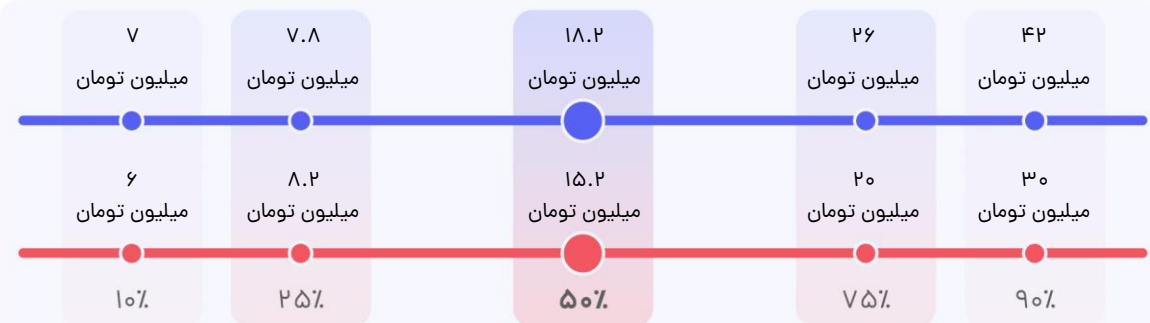 ۷ ۷.۸ ۱۸.۲ ۲۶ ۴۲
میلیون تومان میلیون تومان میلیون تومان میلیون تومان میلیون تومان
۶ ۸.۲ ۱۵.۲ ۲۰ ۳۰
میلیون تومان میلیون تومان میلیون تومان میلیون تومان میلیون تومان
۱۰٪ ۲۵٪ ۵۰٪ ۷۵٪ ۹۰٪